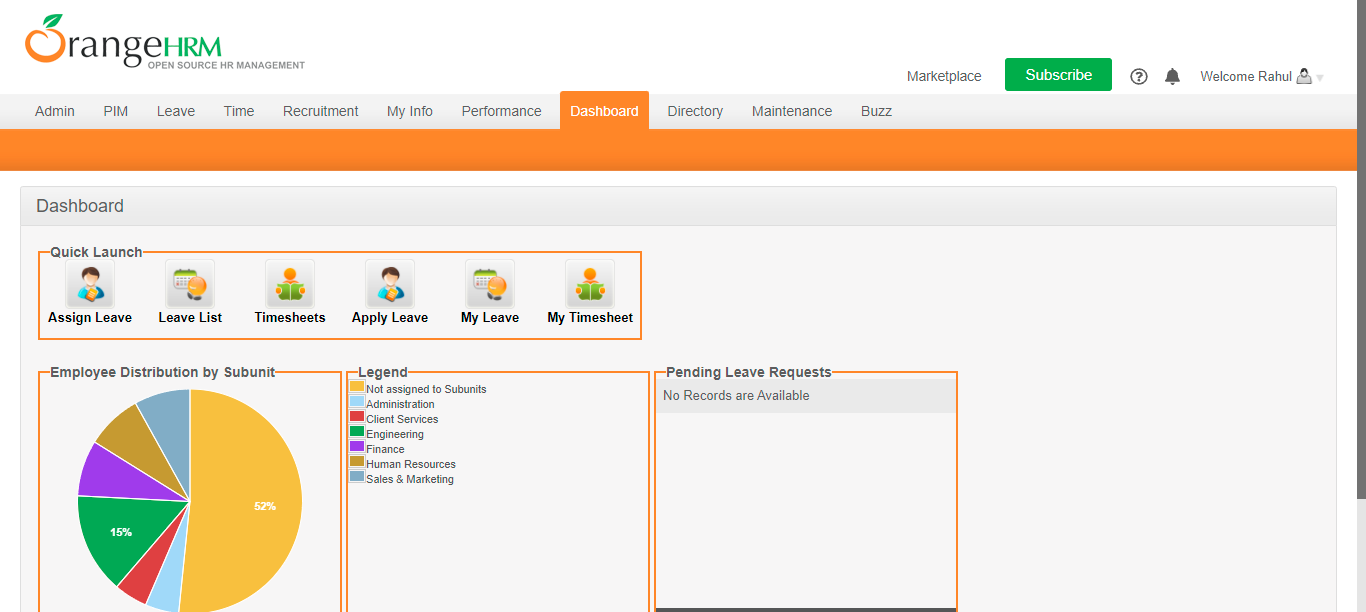 OrangeHRM
OPEN SOURCE HR MANAGEMENT
Marketplace Subscribe Welcome Rahul
Admin PIM Leave Time Recruitment My Info Performance Dashboard Directory Maintenance Buzz
Dashboard
Quick Launch
Assign Leave Leave List Timesheets Apply Leave My Leave My Timesheet
Employee Distribution by Subunit
52%
15%
Legend
Not assigned to Subunits
Administration
Client Services
Engineering
Finance
Human Resources
Sales & Marketing
Pending Leave Requests
No Records are Available